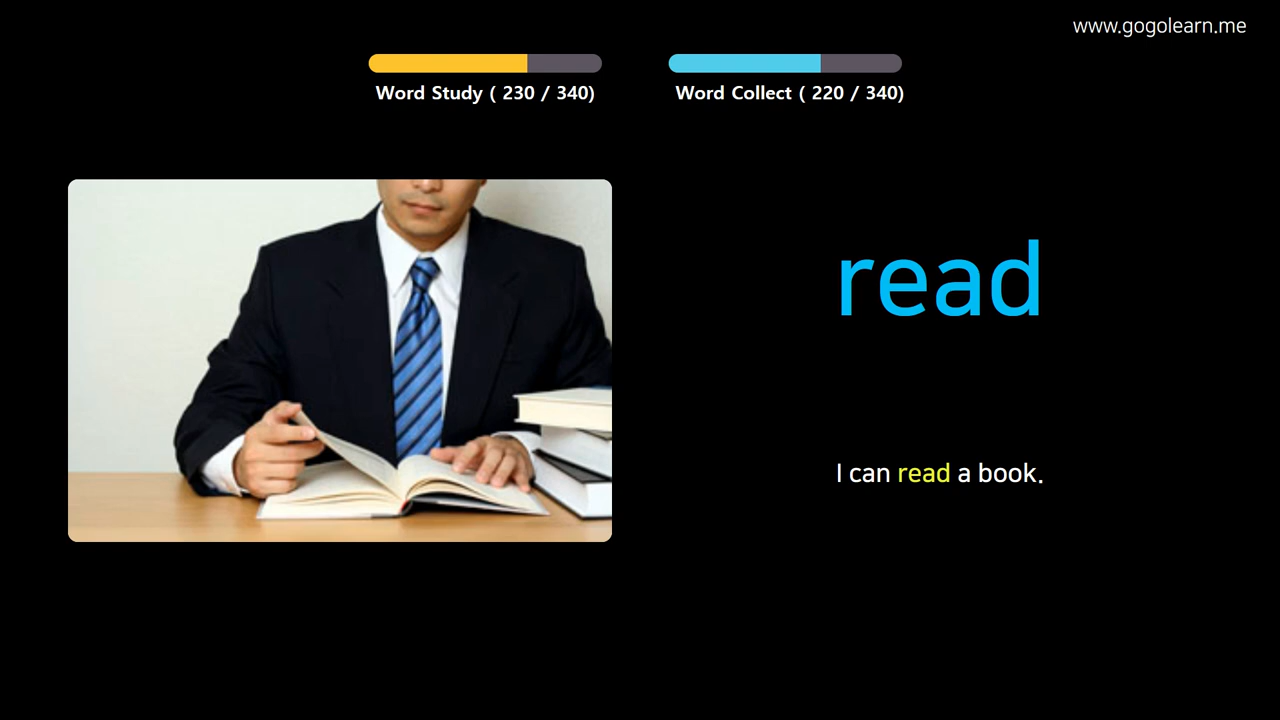 www.gogolearn.me
Word Study ( 230 / 340)
Word Collect ( 220 / 340)
read
I can read a book.